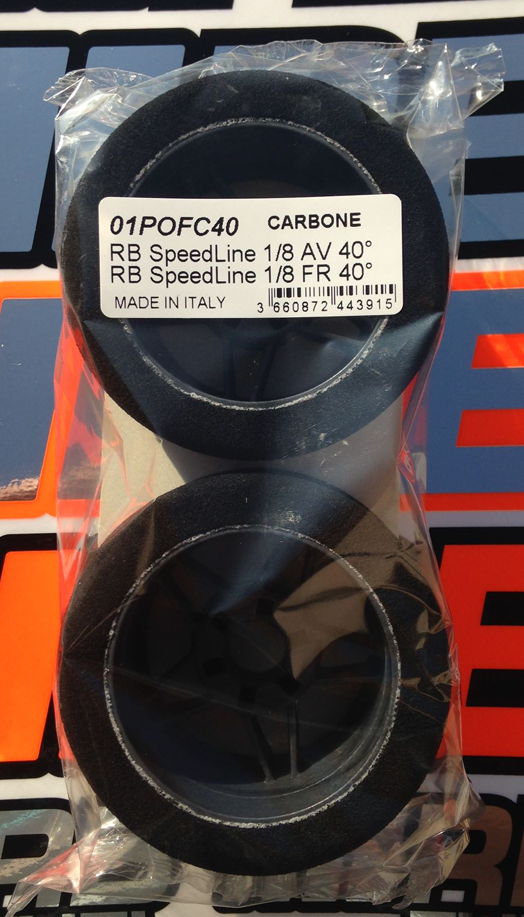 01POFC40 CARBONE
RB SpeedLine 1/8 AV 40°
RB SpeedLine 1/8 FR 40°
MADE IN ITALY 3 660872 443915